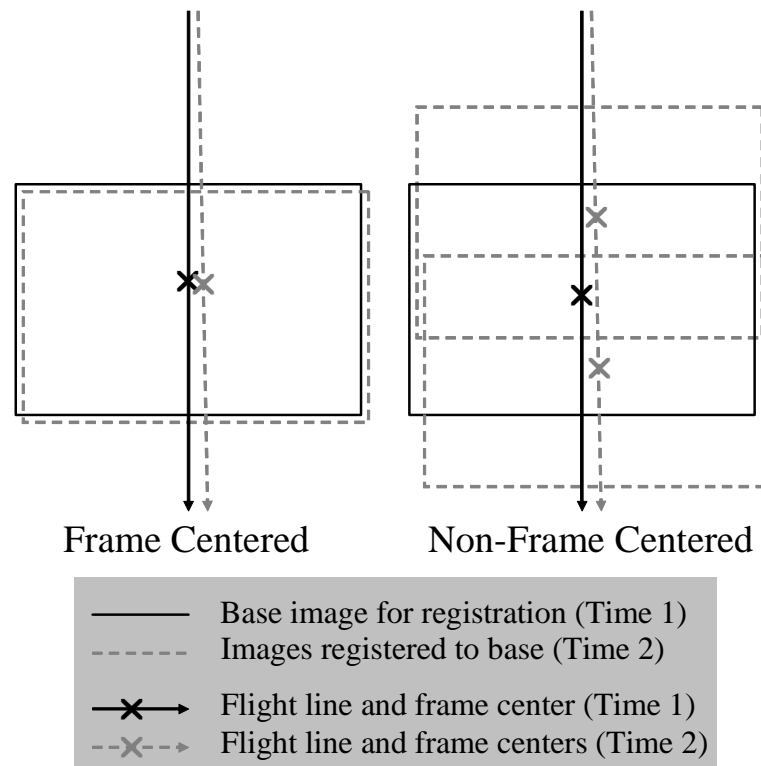 Frame Centered
Non-Frame Centered
Base image for registration (Time 1)
Images registered to base (Time 2)
Flight line and frame center (Time 1)
Flight line and frame centers (Time 2)